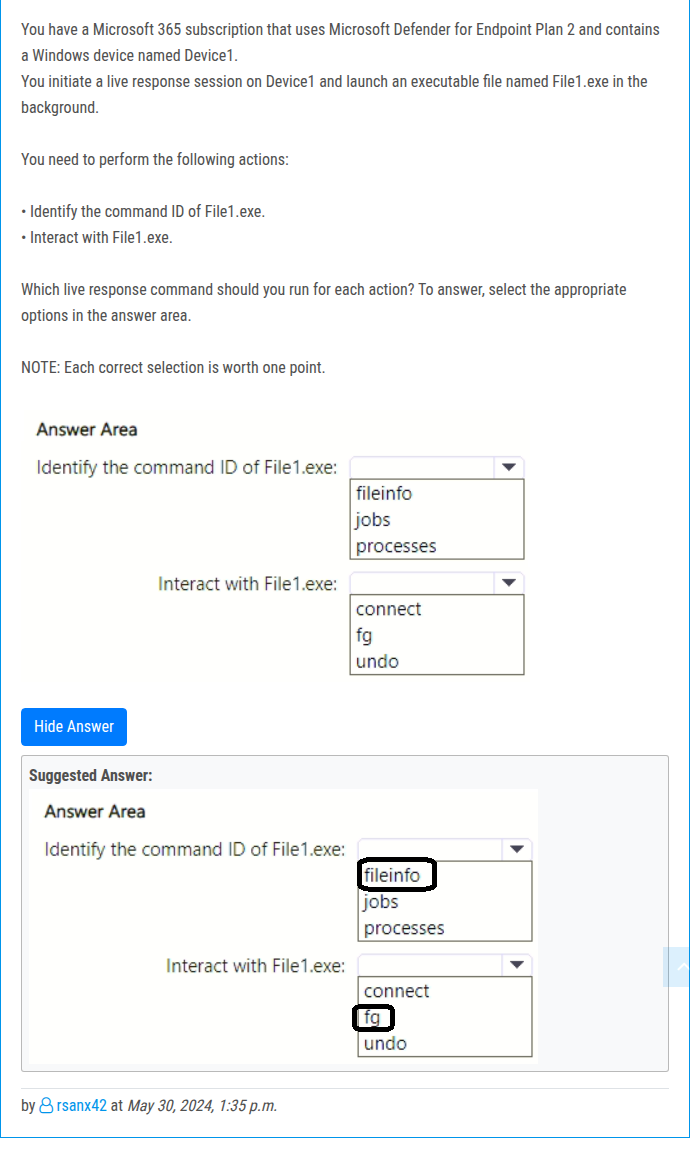 You have a Microsoft 365 subscription that uses Microsoft Defender for Endpoint Plan 2 and contains
a Windows device named Device1.
You initiate a live response session on Device1 and launch an executable file named File1.exe in the
background.
You need to perform the following actions:
• Identify the command ID of File1.exe.
• Interact with File1.exe.
Which live response command should you run for each action? To answer, select the appropriate
options in the answer area.
NOTE: Each correct selection is worth one point.
Answer Area
Identify the command ID of File1.exe:
fileinfo
jobs
processes
Interact with File1.exe:
connect
fg
undo
Hide Answer
Suggested Answer:
Answer Area
Identify the command ID of File1.exe:
fileinfo
jobs
processes
Interact with File1.exe:
connect
fg
undo
by rsanx42 at May 30, 2024, 1:35 p.m.